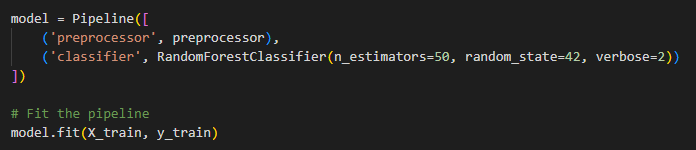 model = Pipeline([
    ('preprocessor', preprocessor),
    ('classifier', RandomForestClassifier(n_estimators=50, random_state=42, verbose=2))
])

# Fit the pipeline
model.fit(X_train, y_train)